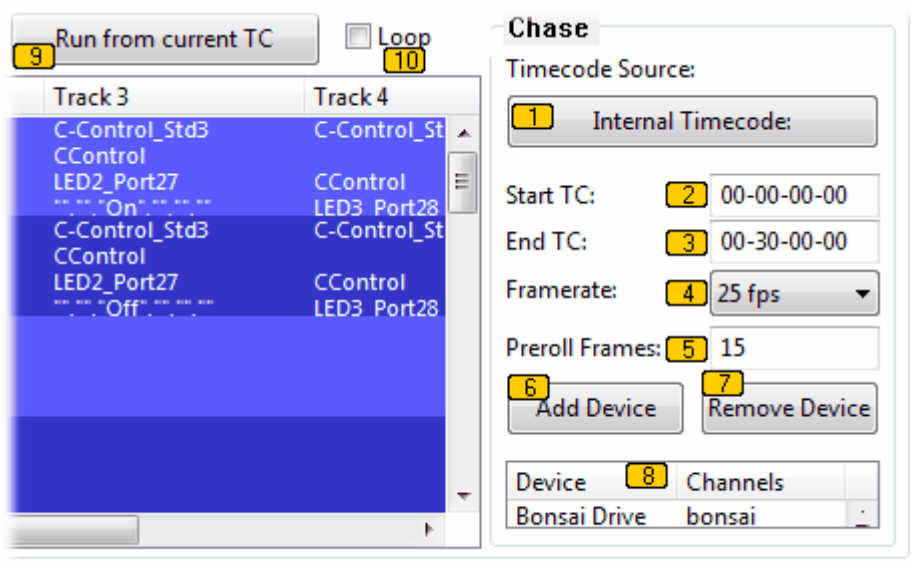 Run from current TC
9
Loop
10
Track 3
Track 4
C-Control_Std3
C-Control_St
CControl
LED2_Port27
CControl
"","","On","","",""
LED3_Port28
C-Control_Std3
C-Control_St
CControl
LED2_Port27
CControl
"","","Off","","",""
LED3_Port28
Chase
Timecode Source:
1
Internal Timecode:
Start TC:
2
00-00-00-00
End TC:
3
00-30-00-00
Framerate:
4
25 fps
Preroll Frames:
5
15
6
Add Device
7
Remove Device
Device
8
Channels
Bonsai Drive
bonsai